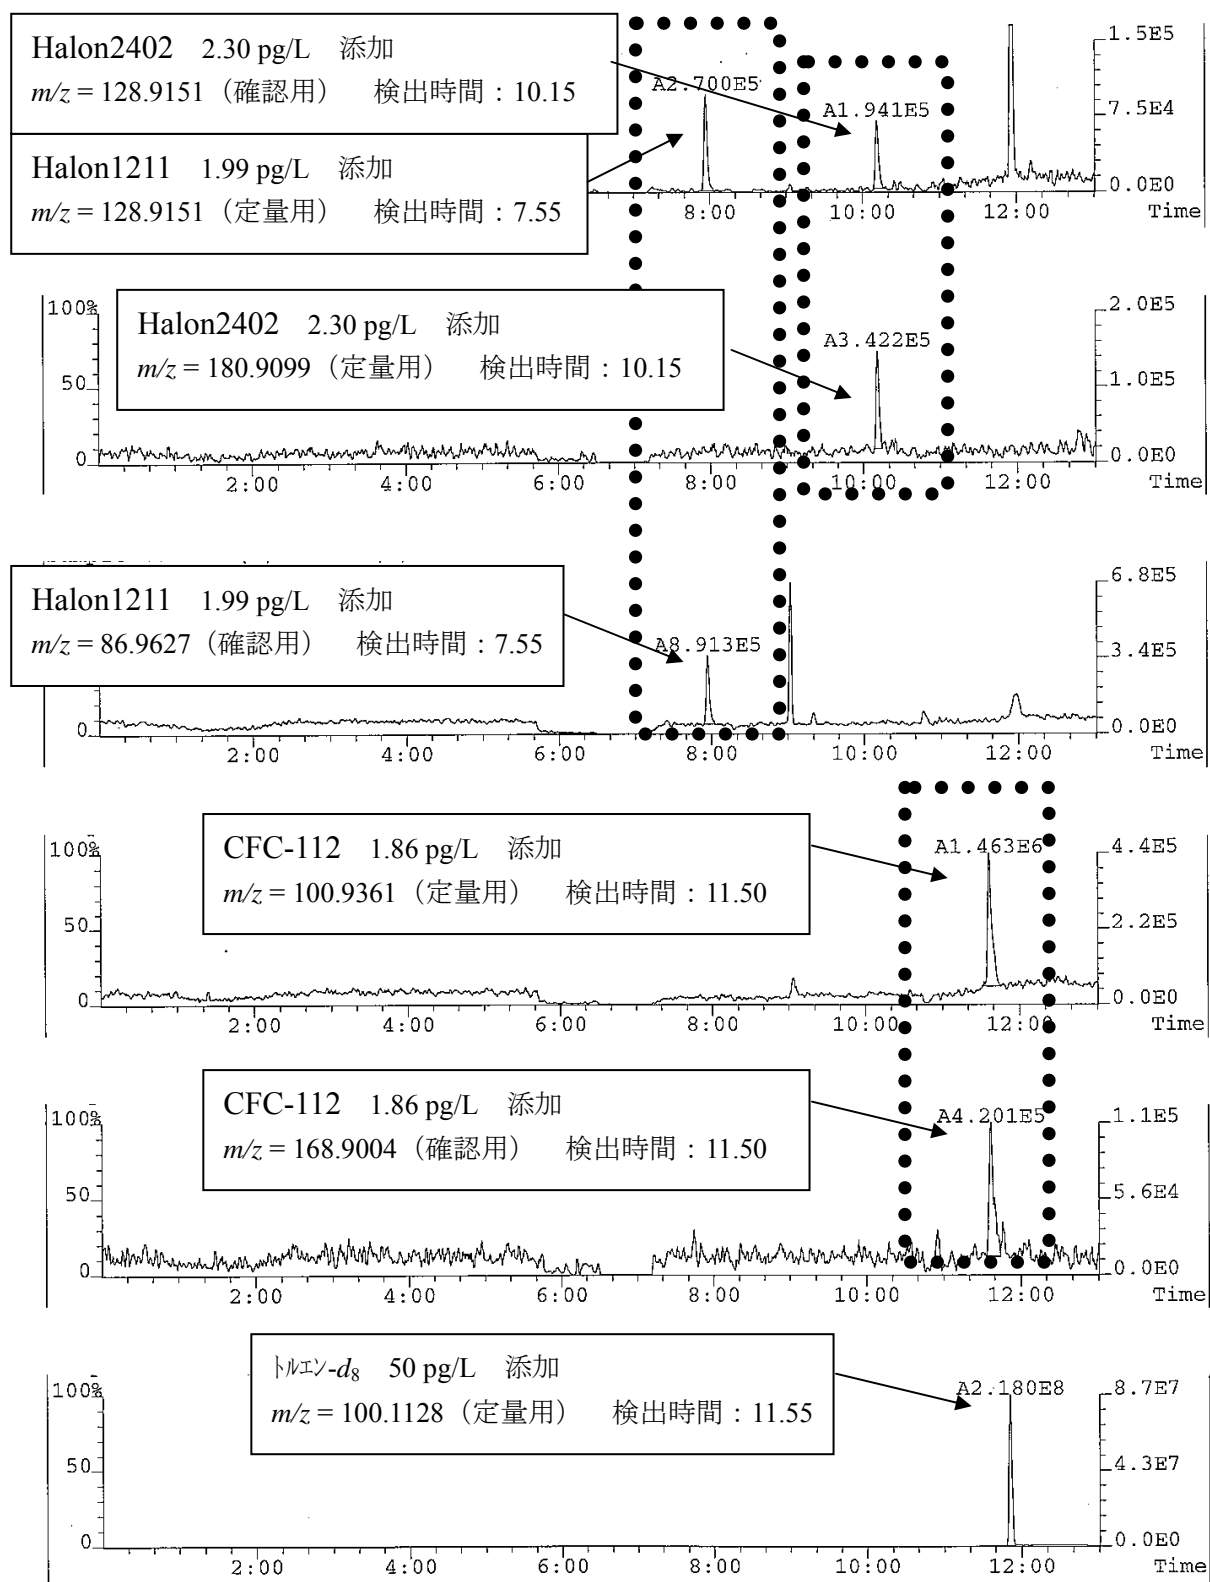 Halon2402 2.30 pg/L 添加
m/z = 128.9151（確認用） 検出時間：10.15
Halon1211 1.99 pg/L 添加
m/z = 128.9151（定量用） 検出時間：7.55
A2.700E5
A1.941E5
1.5E5
7.5E4
0.0E0
8:00 10:00 12:00 Time
Halon2402 2.30 pg/L 添加
m/z = 180.9099（定量用） 検出時間：10.15
A3.422E5
100%
50
0
2.0E5
1.0E5
0.0E0
2:00 4:00 6:00 8:00 10:00 12:00 Time
Halon1211 1.99 pg/L 添加
m/z = 86.9627（確認用） 検出時間：7.55
A8.913E5
0
6.8E5
3.4E5
0.0E0
2:00 4:00 6:00 8:00 10:00 12:00 Time
CFC-112 1.86 pg/L 添加
m/z = 100.9361（定量用） 検出時間：11.50
A1.463E6
100%
50
0
4.4E5
2.2E5
0.0E0
2:00 4:00 6:00 8:00 10:00 12:00 Time
CFC-112 1.86 pg/L 添加
m/z = 168.9004（確認用） 検出時間：11.50
A4.201E5
100%
50
0
1.1E5
5.6E4
0.0E0
2:00 4:00 6:00 8:00 10:00 12:00 Time
ﾄﾙｴﾝ-d₈ 50 pg/L 添加
m/z = 100.1128（定量用） 検出時間：11.55
A2.180E8
100%
50
0
8.7E7
4.3E7
0.0E0
2:00 4:00 6:00 8:00 10:00 12:00 Time